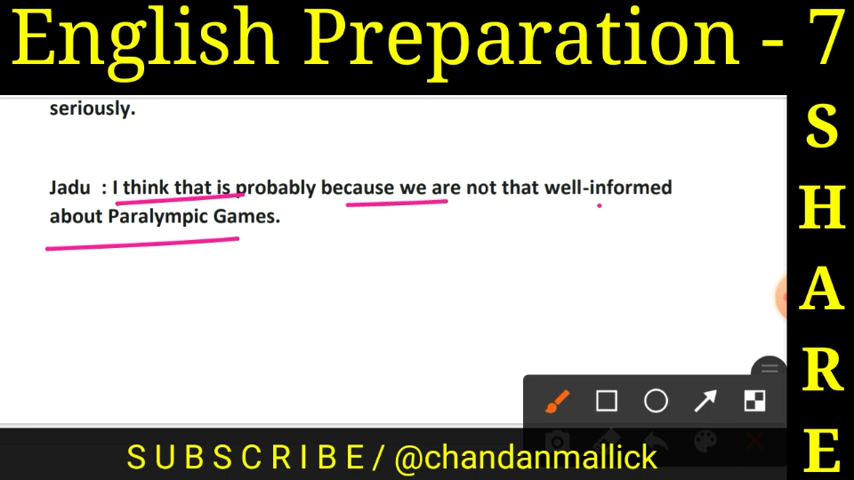 English Preparation - 7
seriously.
Jadu : I think that is probably because we are not that well-informed
about Paralympic Games.
S
H
A
R
E
S U B S C R I B E / @chandanmallick